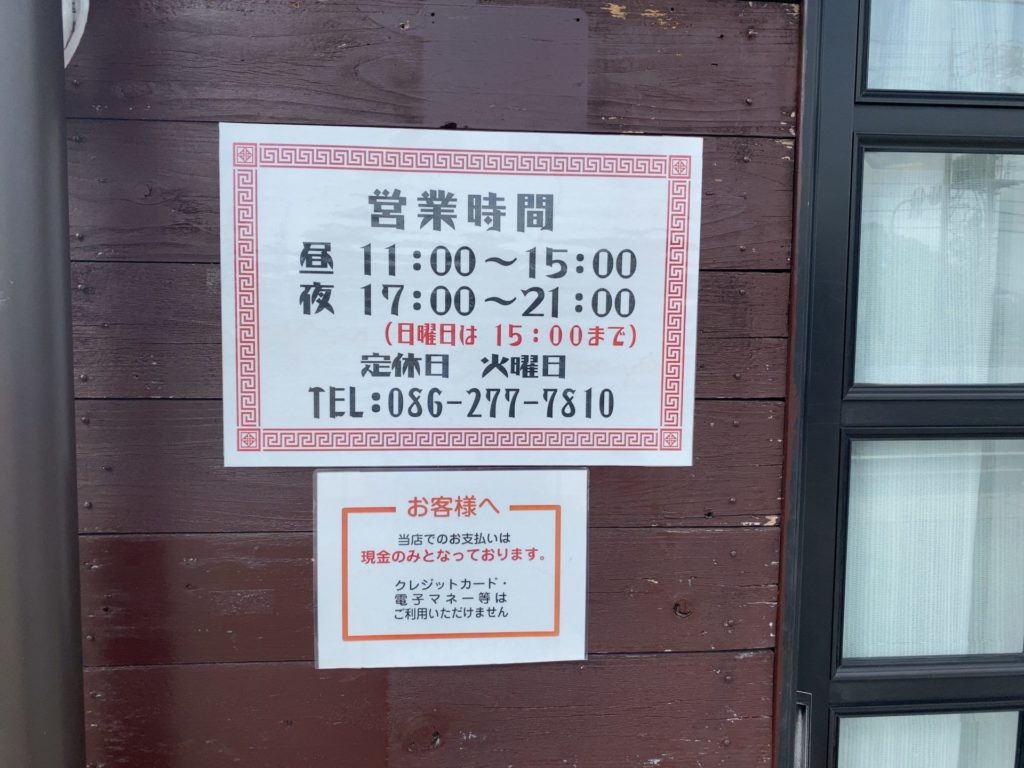 営業時間
昼 11:00～15:00
夜 17:00～21:00
(日曜日は 15:00まで)
定休日 火曜日
TEL:086-277-7810
お客様へ
当店でのお支払いは
現金のみとなっております。
クレジットカード・
電子マネー等は
ご利用いただけません